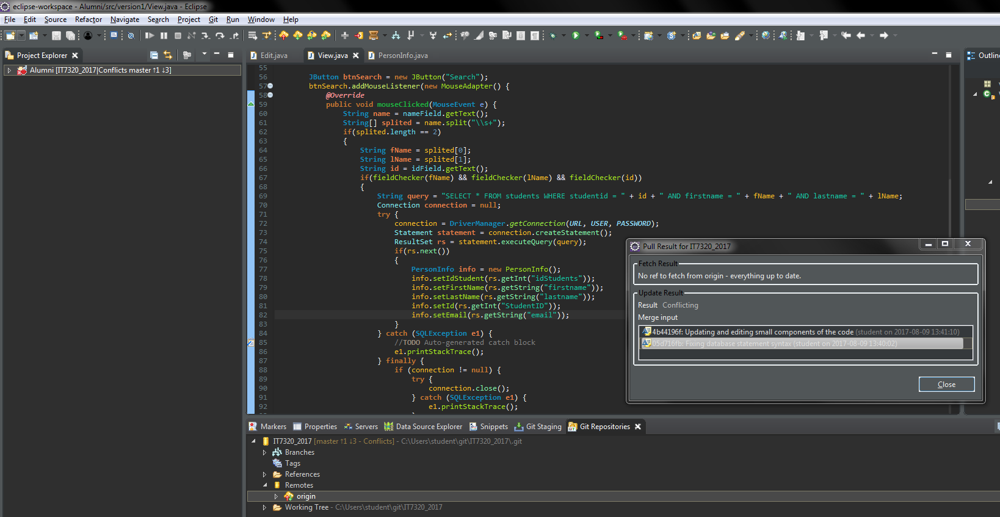 eclipse-workspace - Alumni/src/version1/View.java - Eclipse
File Edit Source Refactor Navigate Search Project Git Run Window Help
Project Explorer
Edit.java View.java PersonInfo.java
Outlin
Alumni [IT7320_2017|Conflicts master ↑1 ↓3]
55
56 JButton btnSearch = new JButton("Search");
57 btnSearch.addMouseListener(new MouseAdapter() {
58 @Override
59 public void mouseClicked(MouseEvent e) {
60 String name = nameField.getText();
61 String[] splited = name.split("\\s+");
62 if(splited.length == 2)
63 {
64 String fName = splited[0];
65 String lName = splited[1];
66 String id = idField.getText();
67 if(fieldChecker(fName) && fieldChecker(lName) && fieldChecker(id))
68 {
69 String query = "SELECT * FROM students WHERE studentid = " + id + " AND firstname = " + fName + " AND lastname = " + lName;
70 Connection connection = null;
71 try {
72 connection = DriverManager.getConnection(URL, USER, PASSWORD);
73 Statement statement = connection.createStatement();
74 ResultSet rs = statement.executeQuery(query);
75 if(rs.next())
76 {
77 PersonInfo info = new PersonInfo();
78 info.setIdStudent(rs.getInt("idStudents"));
79 info.setFirstName(rs.getString("firstname"));
80 info.setLastName(rs.getString("lastname"));
81 info.setId(rs.getInt("StudentID"));
82 info.setEmail(rs.getString("email"));
83 }
84 } catch (SQLException e1) {
85 //TODO Auto-generated catch block
86 e1.printStackTrace();
87 } finally {
88 if (connection != null) {
89 try {
90 connection.close();
91 } catch (SQLException e1) {
92 e1.printStackTrace();
Pull Result for IT7320_2017
Fetch Result
No ref to fetch from origin - everything up to date.
Update Result
Result Conflicting
Merge input
4b44196f: Updating and editing small components of the code (student on 2017-08-09 13:41:10)
05d716fb: Fixing database statement syntax (student on 2017-08-09 13:40:02)
Close
Markers Properties Servers Data Source Explorer Snippets Git Staging Git Repositories
IT7320_2017 [master ↑1 ↓3 - Conflicts] - C:\Users\student\git\IT7320_2017\.git
Branches
Tags
References
Remotes
origin
Working Tree - C:\Users\student\git\IT7320_2017